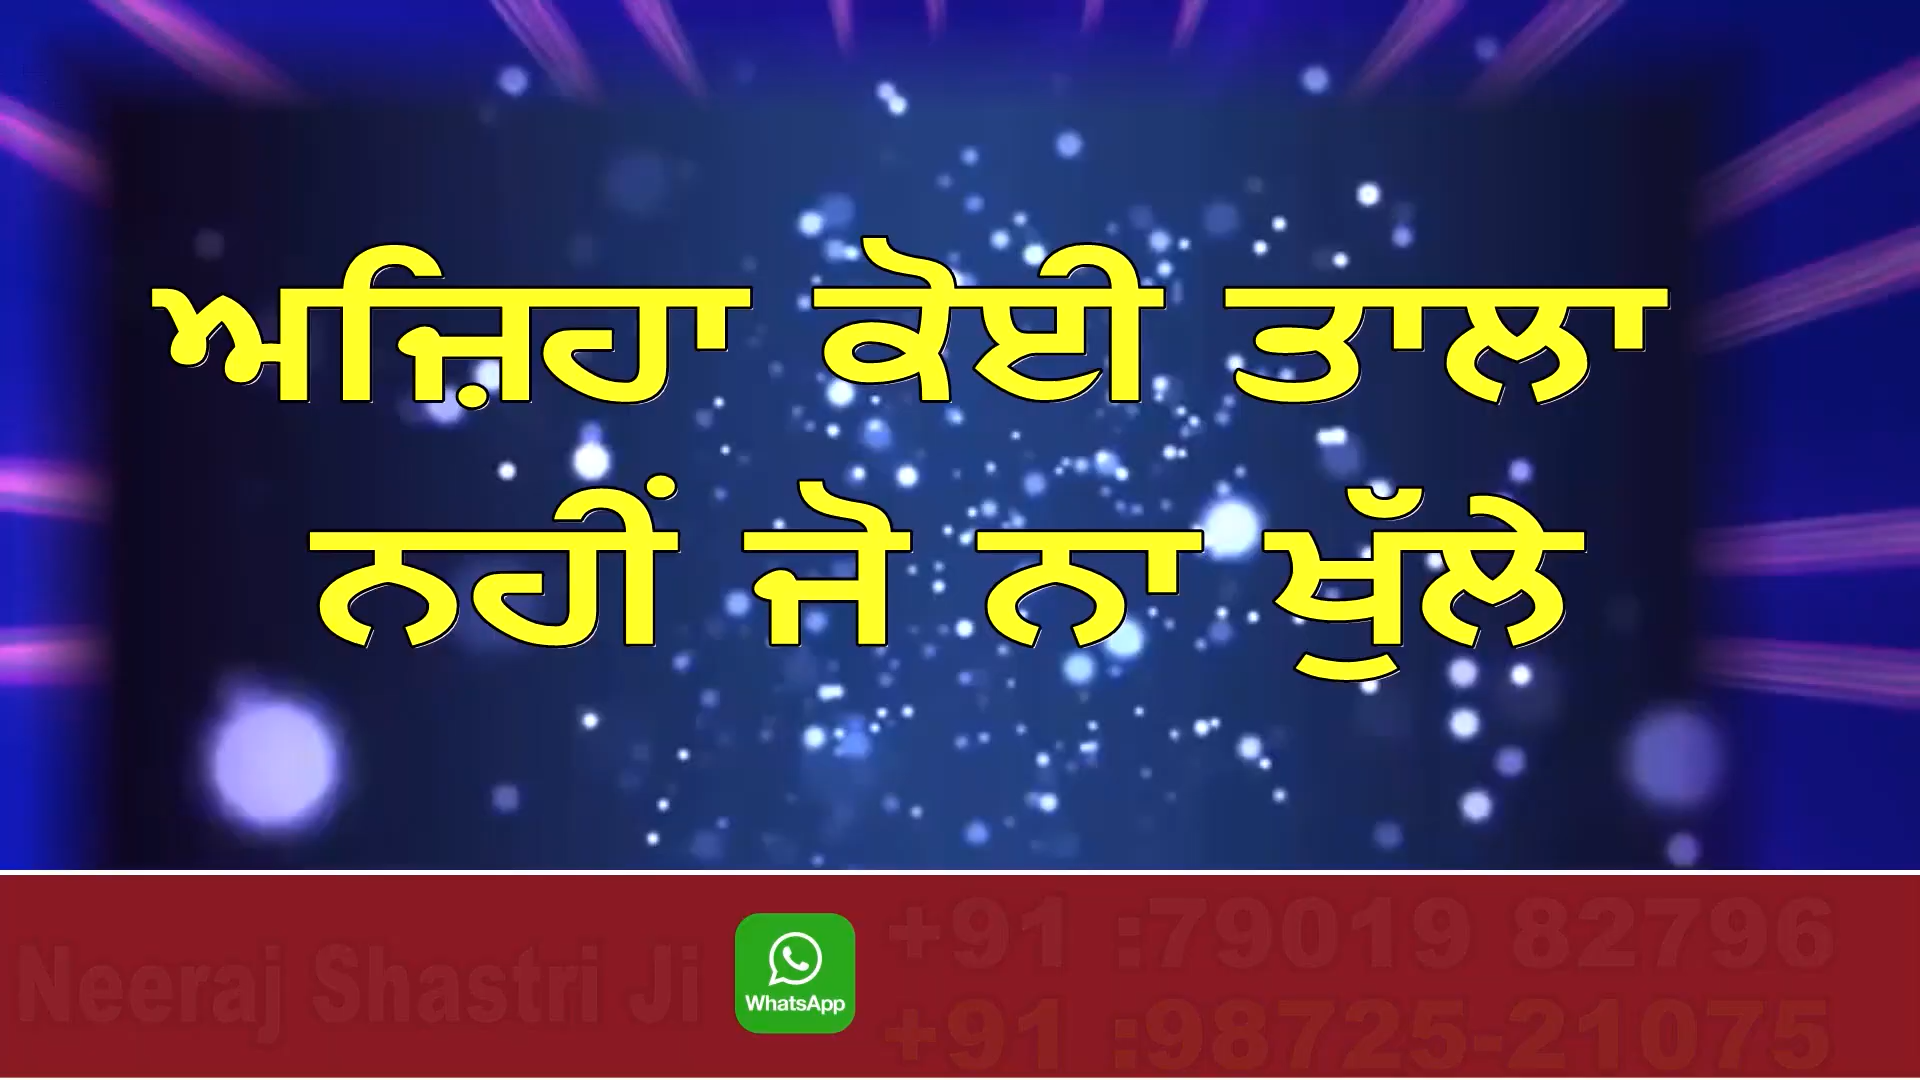 ਅਜ਼ਿਹਾ ਕੋਈ ਤਾਲਾ
ਨਹੀਂ ਜੋ ਨਾ ਖੁੱਲੇ
Neeraj Shastri Ji
WhatsApp
+91 :79019 82796
+91 :98725-21075